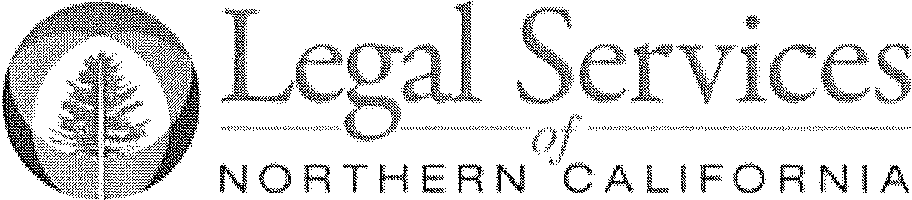 Legal Services
of
NORTHERN CALIFORNIA